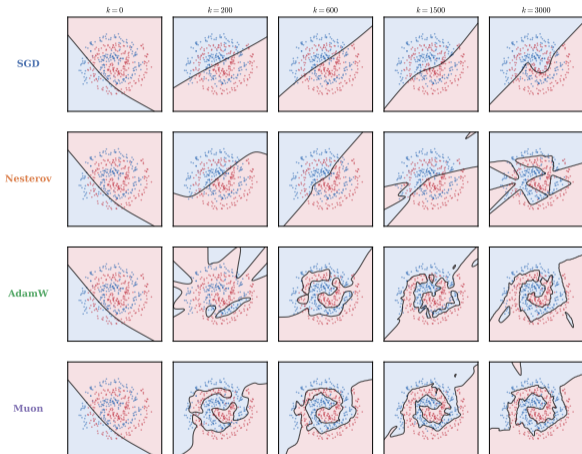 k = 0 k = 200 k = 600 k = 1500 k = 3000
SGD
Nesterov
AdamW
Muon